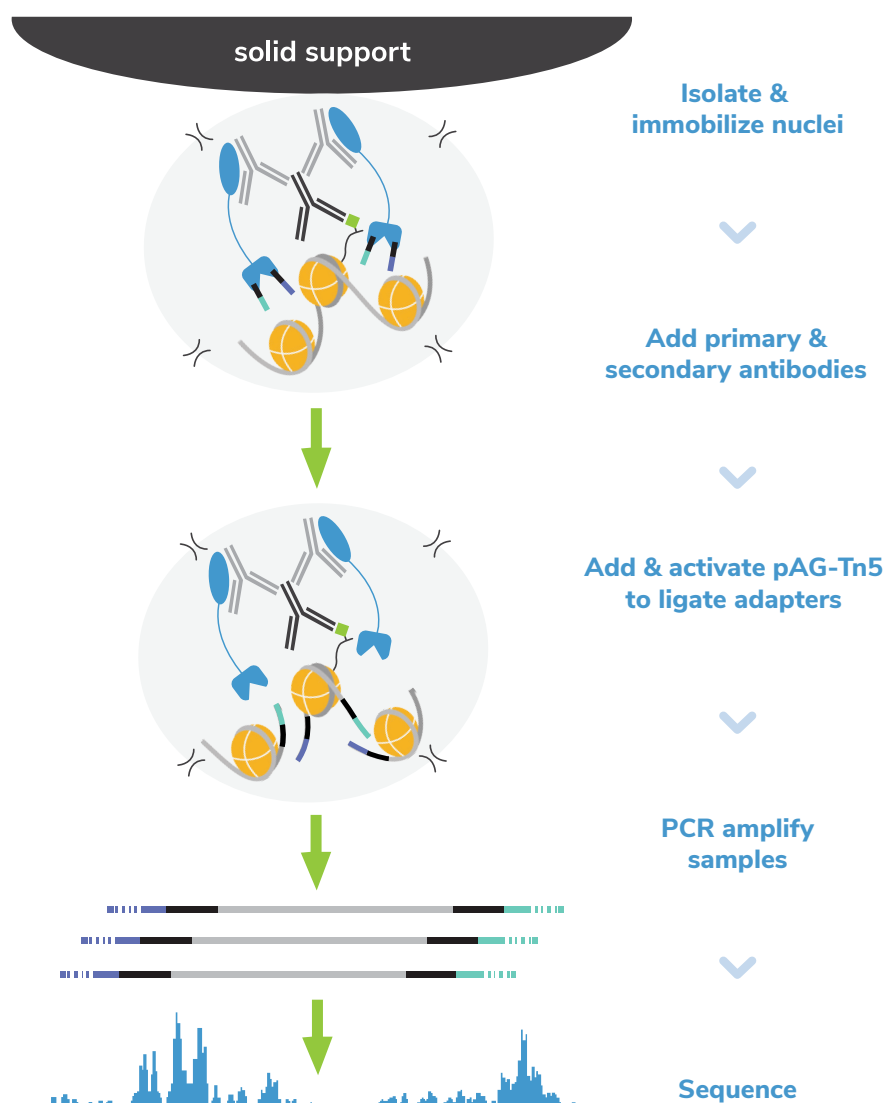 solid support
Isolate &
immobilize nuclei
Add primary &
secondary antibodies
Add & activate pAG-Tn5
to ligate adapters
PCR amplify
samples
Sequence